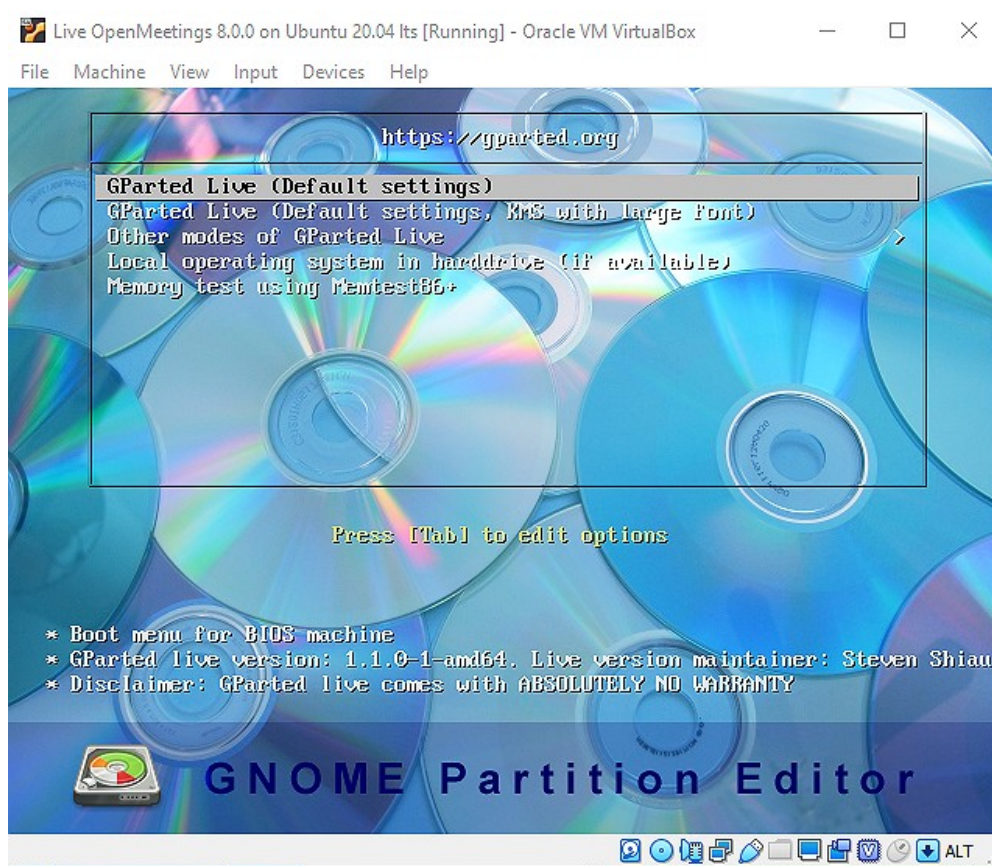 Live OpenMeetings 8.0.0 on Ubuntu 20.04 lts [Running] - Oracle VM VirtualBox
File Machine View Input Devices Help
https://gparted.org
GParted Live (Default settings)
GParted Live (Default settings, KMS with large font)
Other modes of GParted Live >
Local operating system in harddrive (if available)
Memory test using Memtest86+
Press [Tab] to edit options
* Boot menu for BIOS machine
* GParted live version: 1.1.0-1-amd64. Live version maintainer: Steven Shiau
* Disclaimer: GParted live comes with ABSOLUTELY NO WARRANTY
GNOME Partition Editor
ALT